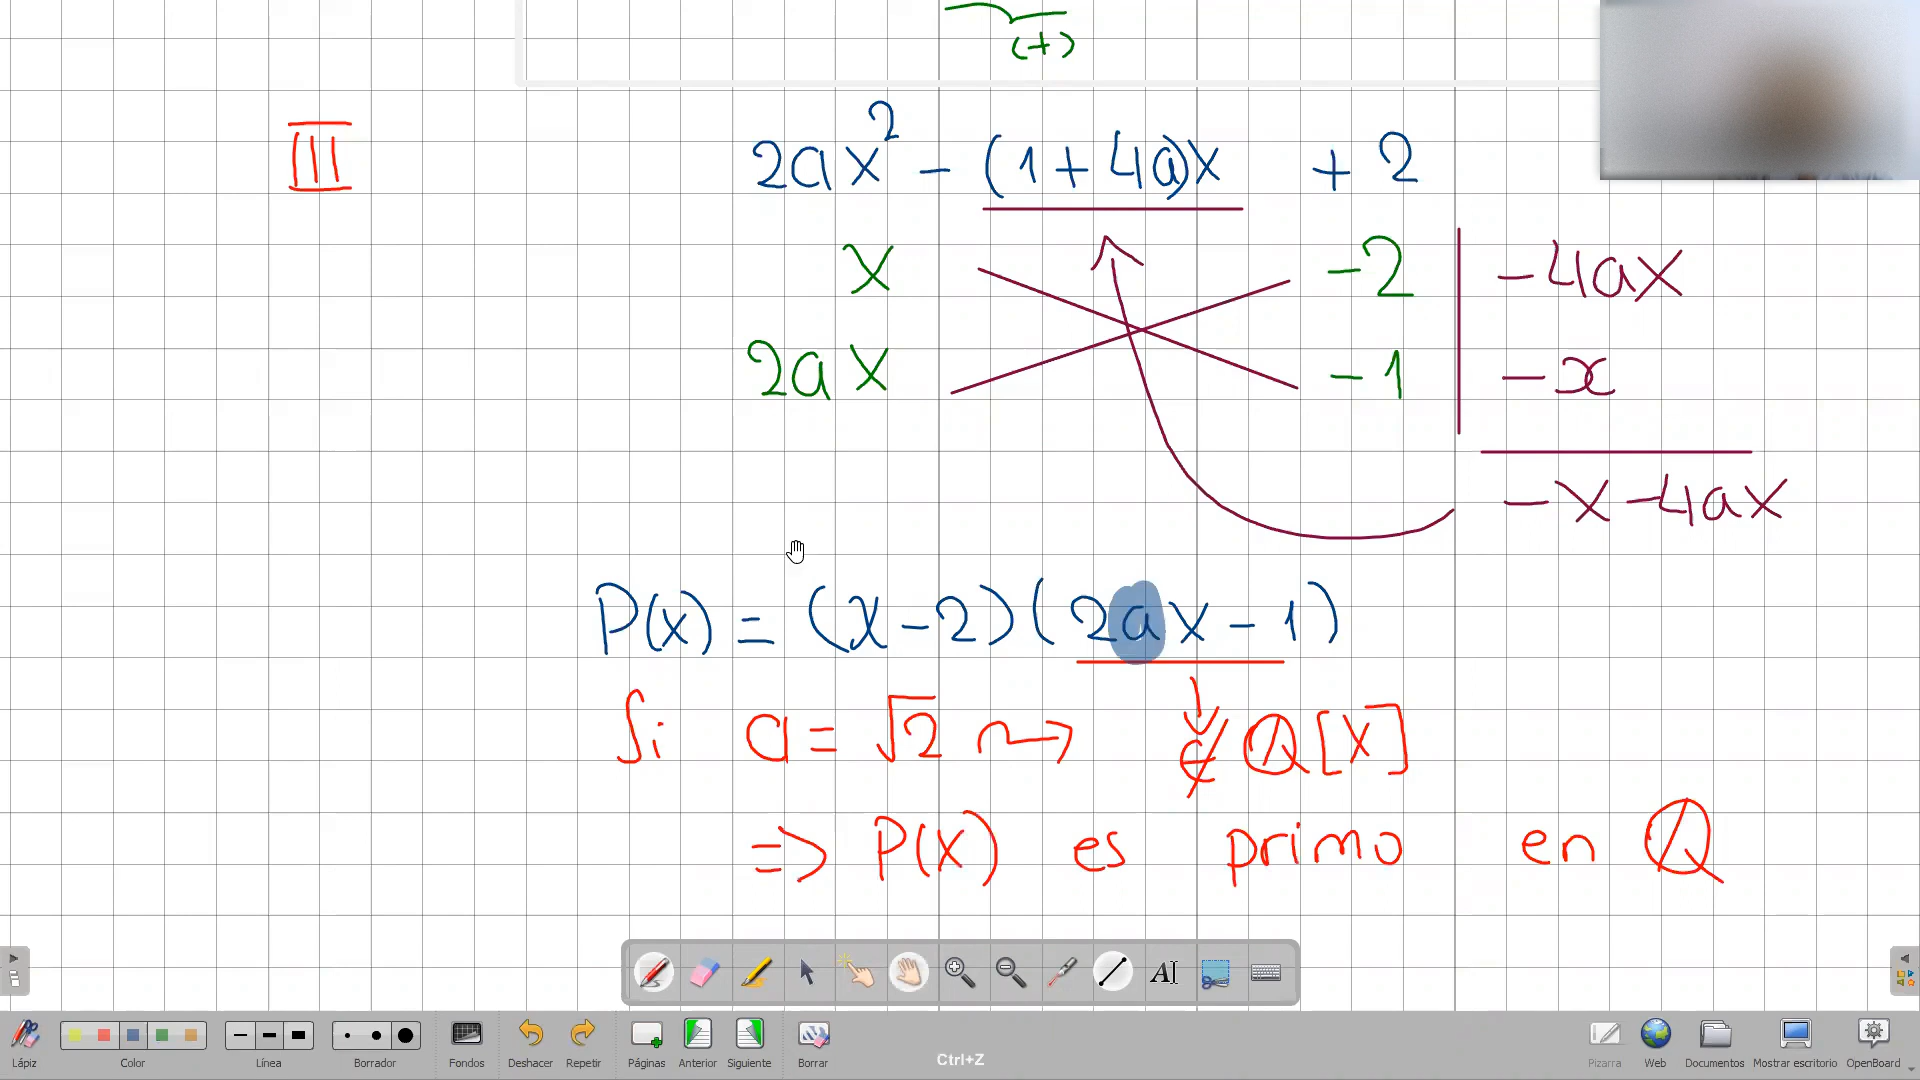 (+)
III
2ax² - (1+4a)x + 2
x -2 -4ax
2ax -1 -x
-x-4ax
P(x) = (x-2)(2ax-1)
Si a = √2 ⇝ ∉ Q[x]
=> P(x) es primo en Q
AI
Lápiz Color Línea Borrador Fondos Deshacer Repetir Páginas Anterior Siguiente Borrar Ctrl+Z Pizarra Web Documentos Mostrar escritorio OpenBoard